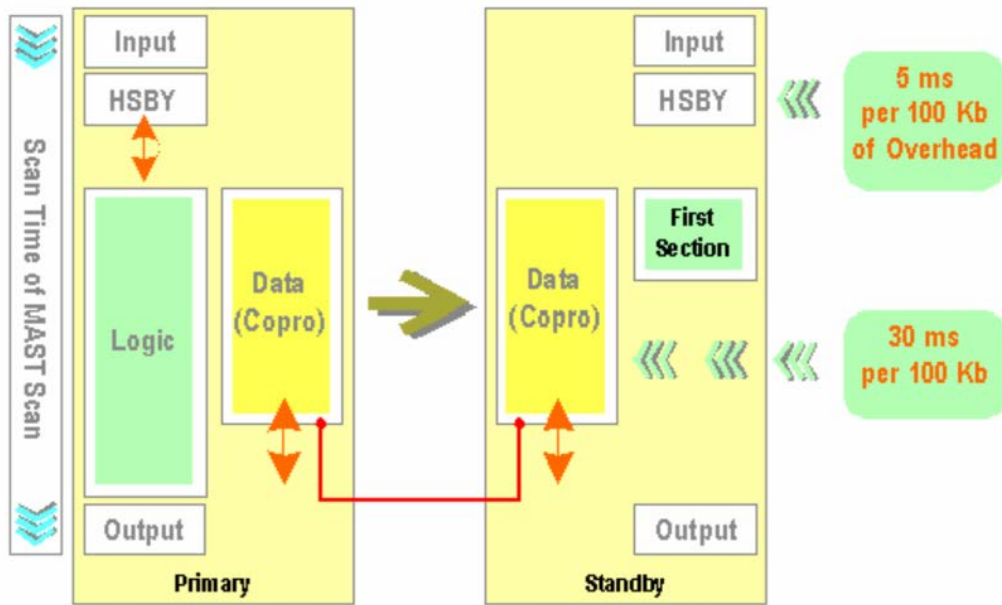 Scan Time of MAST Scan
Input
HSBY
Logic
Data
(Copro)
Output
Primary
Input
HSBY
Data
(Copro)
First
Section
Output
Standby
5 ms
per 100 Kb
of Overhead
30 ms
per 100 Kb